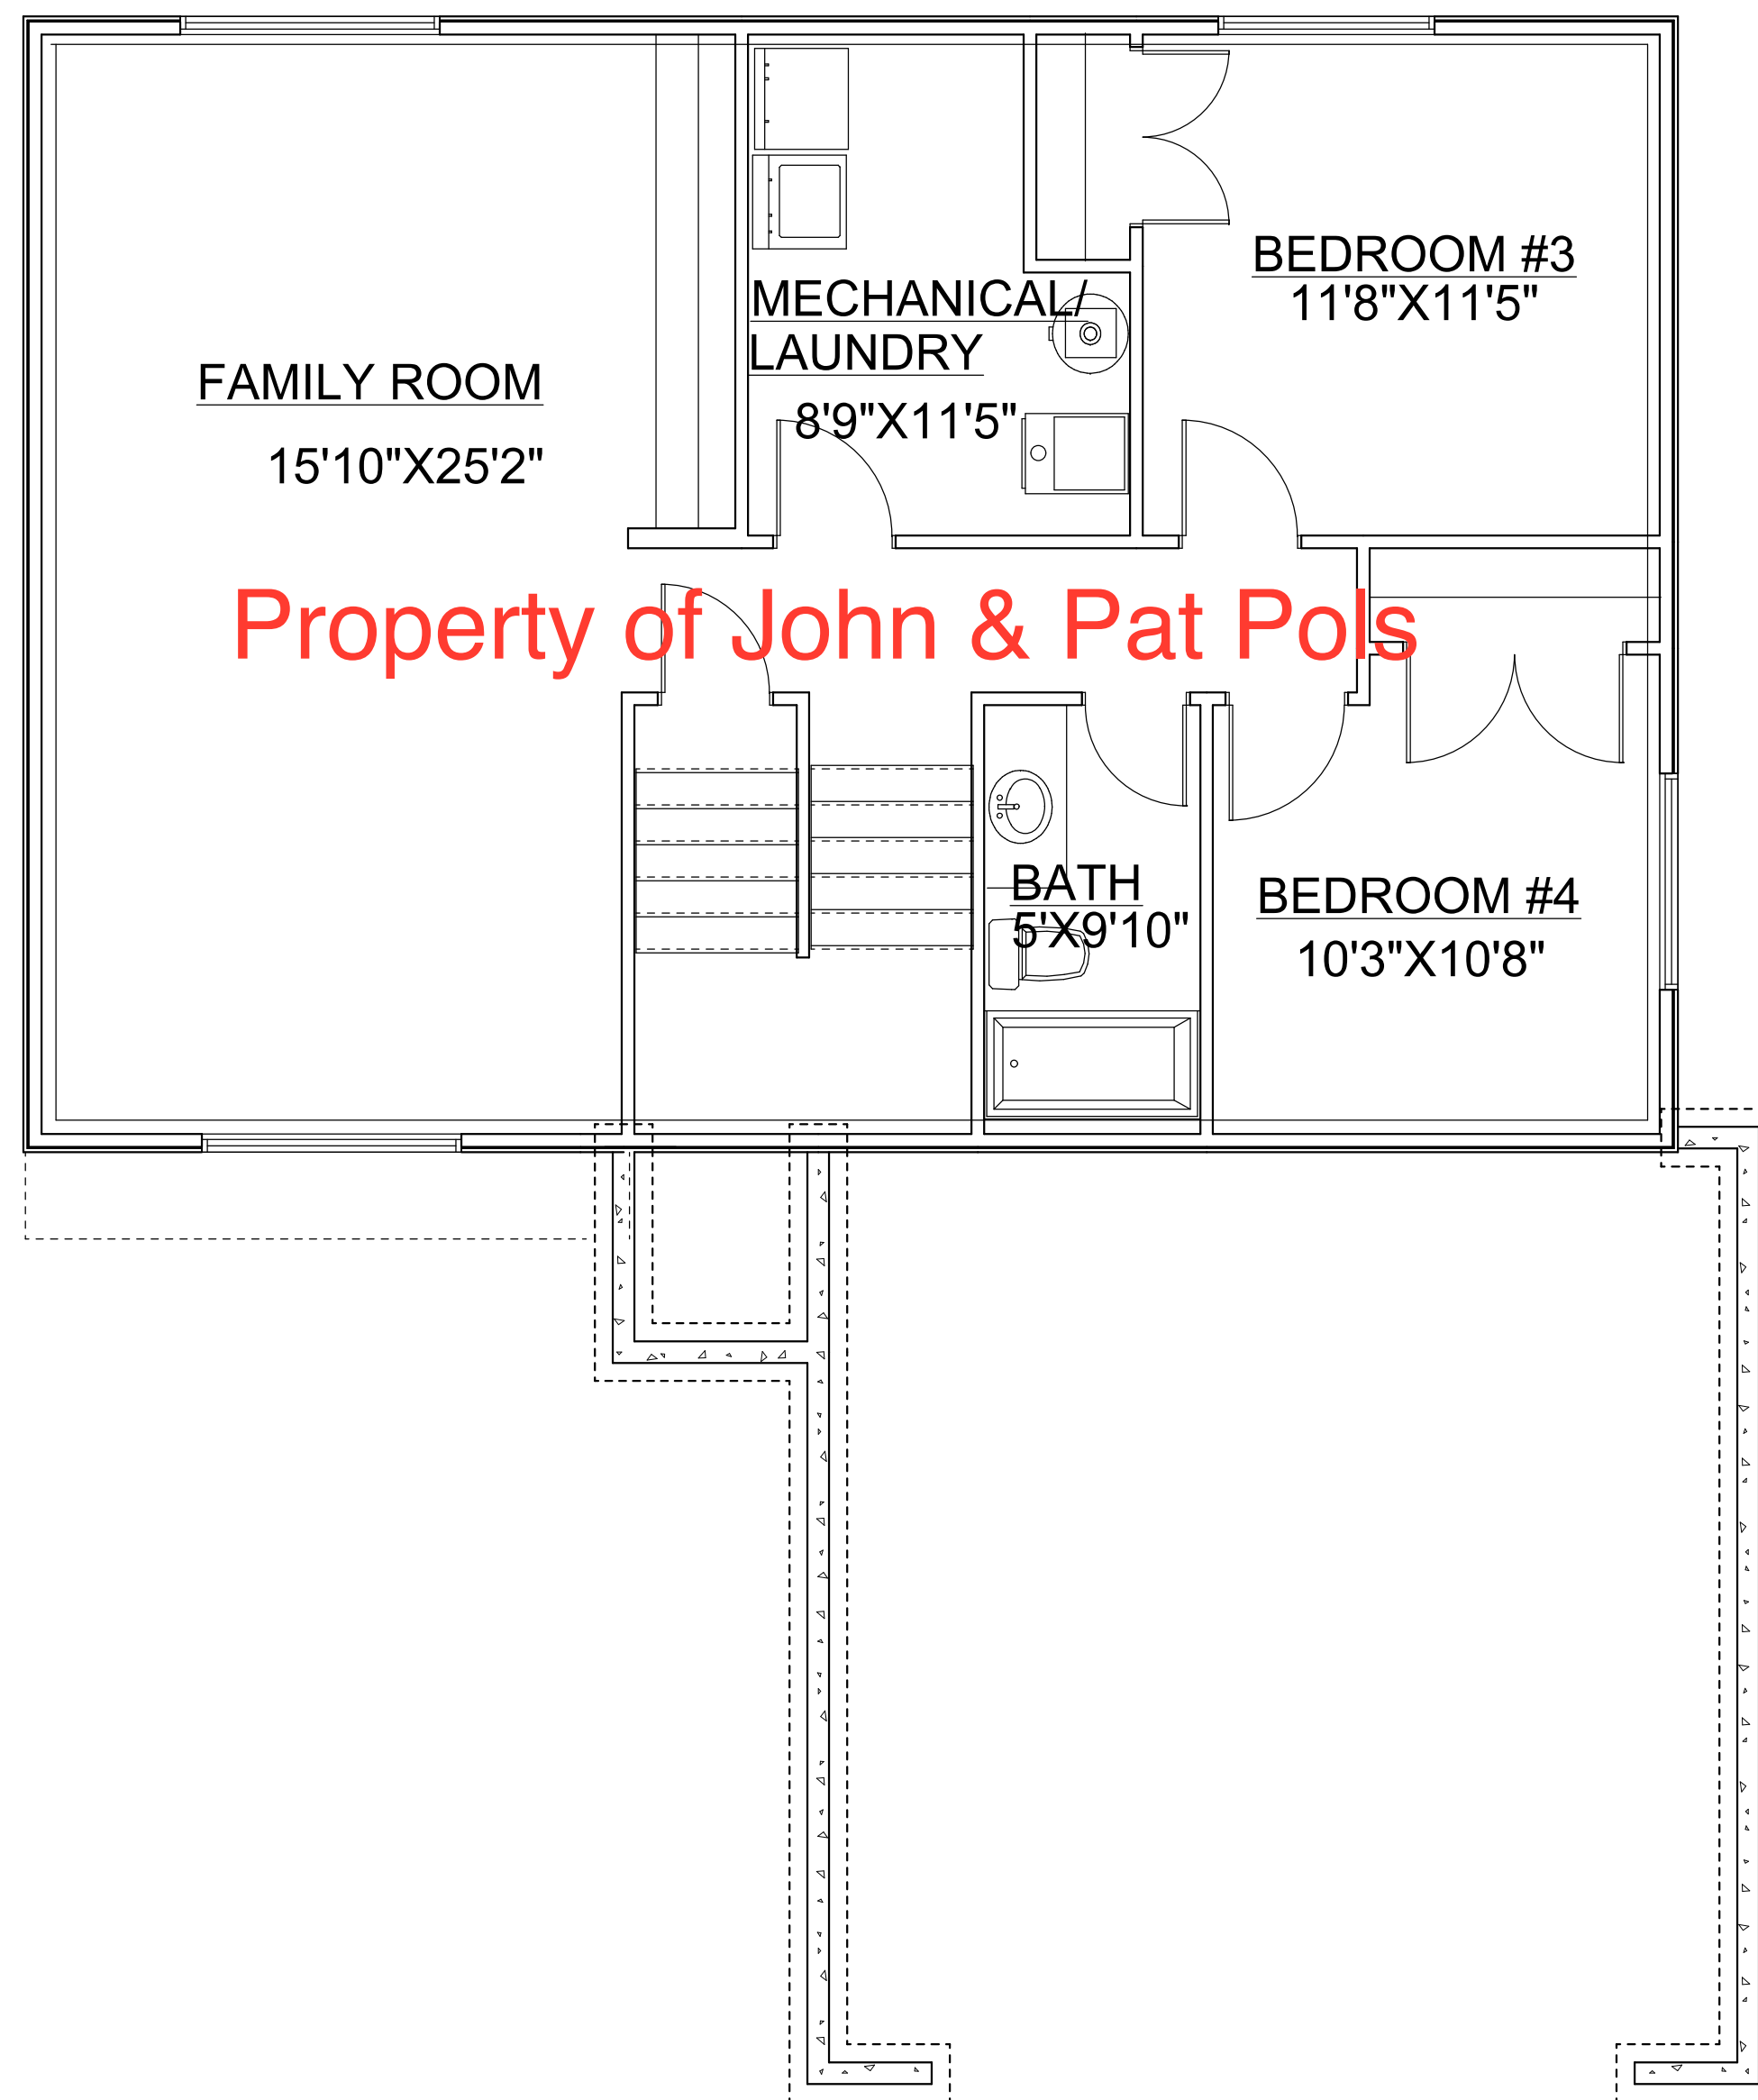 BEDROOM #3
11'8"X11'5"
MECHANICAL/
LAUNDRY
8'9"X11'5"
FAMILY ROOM
15'10"X25'2"
Property of John & Pat Pols
BATH
5'X9'10"
BEDROOM #4
10'3"X10'8"